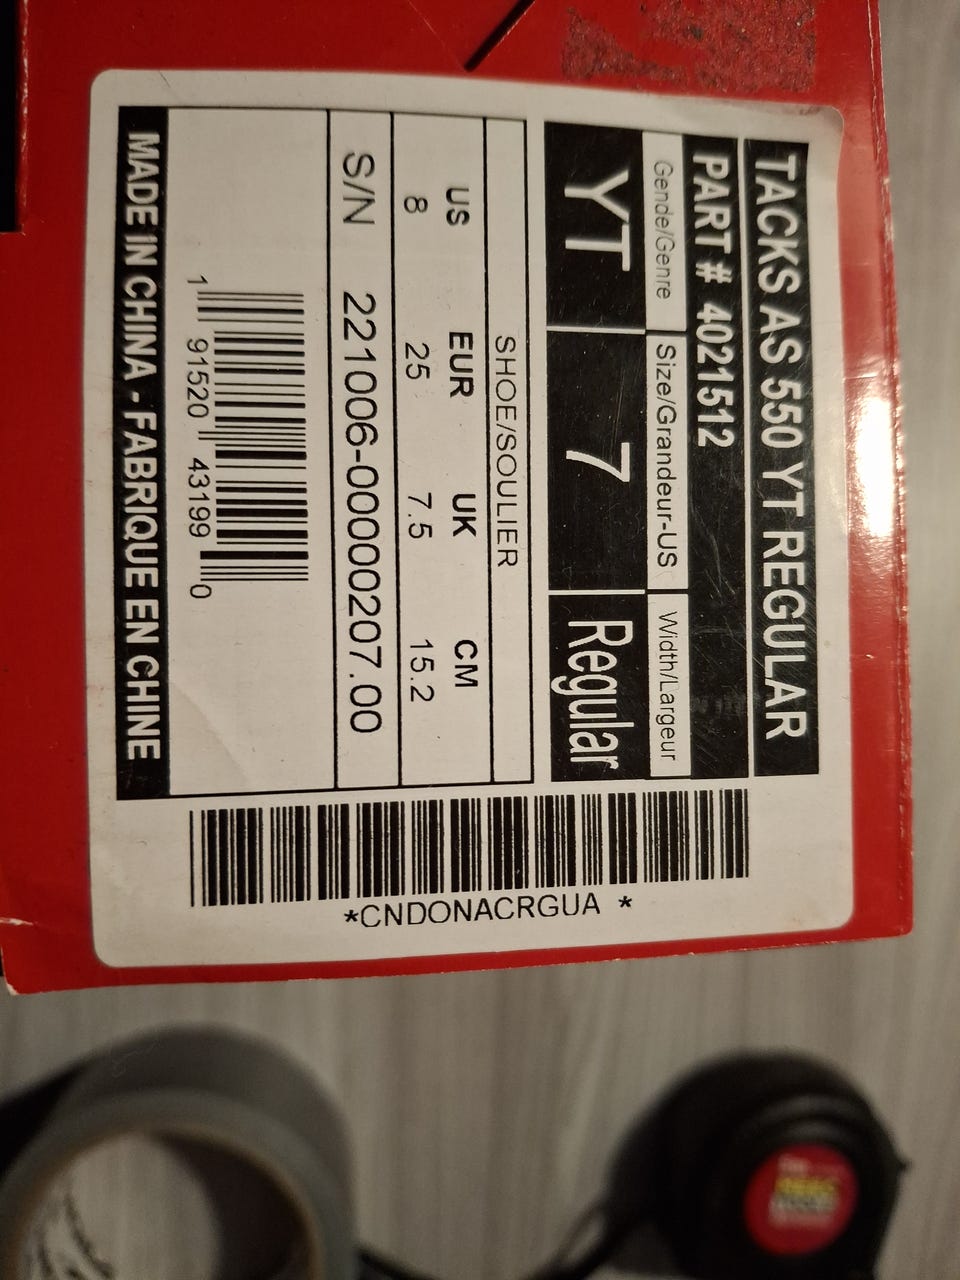 TACKS AS 550 YT REGULAR
PART # 4021512
Gende/Genre Size/Grandeur-US Width/Largeur
YT 7 Regular
SHOE/SOULIER
US EUR UK CM
8 25 7.5 15.2
S/N 221006-00000207.00
1 91520 43199 0
MADE IN CHINA - FABRIQUE EN CHINE
*CNDONACRGUA *